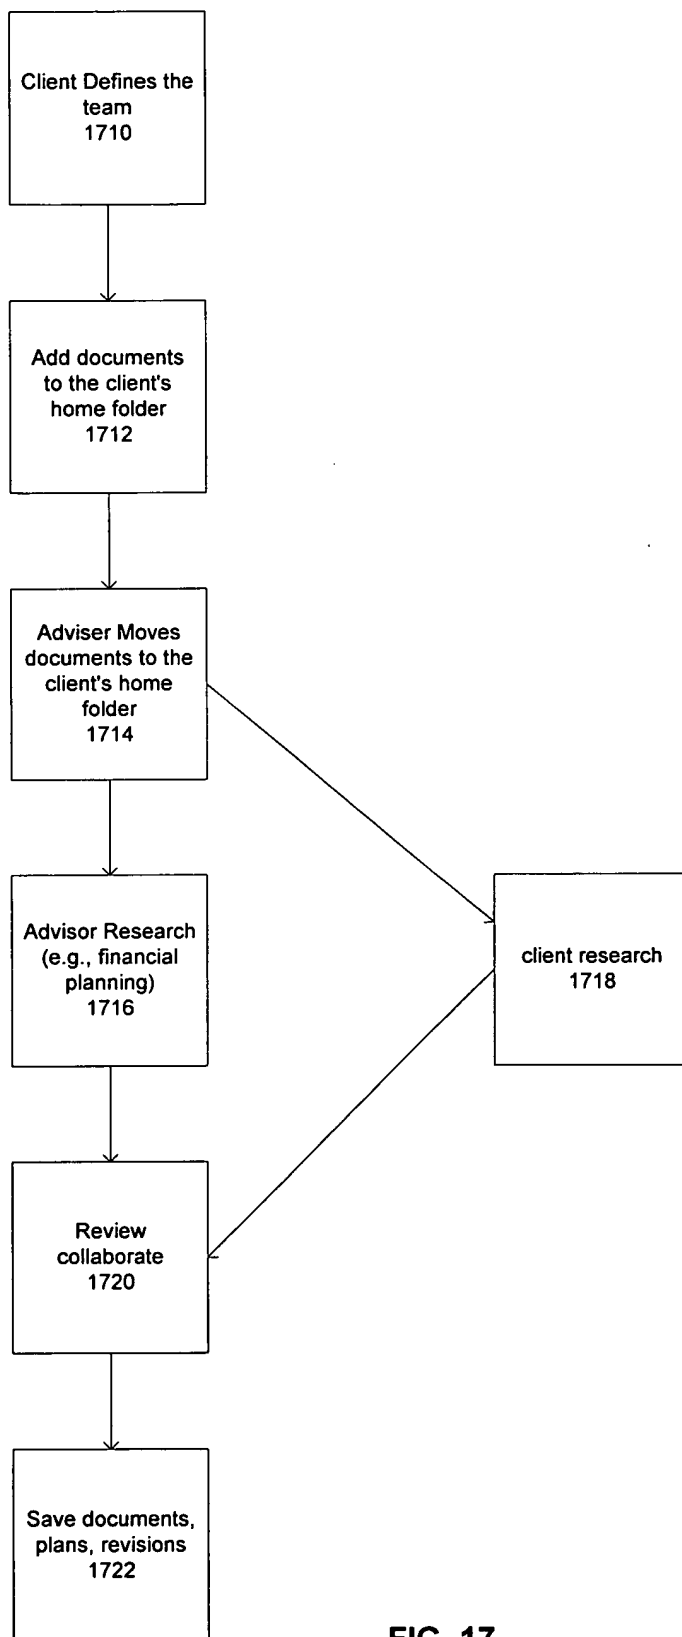 Client Defines the
team
1710
Add documents
to the client's
home folder
1712
Adviser Moves
documents to the
client's home
folder
1714
Advisor Research
(e.g., financial
planning)
1716
client research
1718
Review
collaborate
1720
Save documents,
plans, revisions
1722
FIG. 17